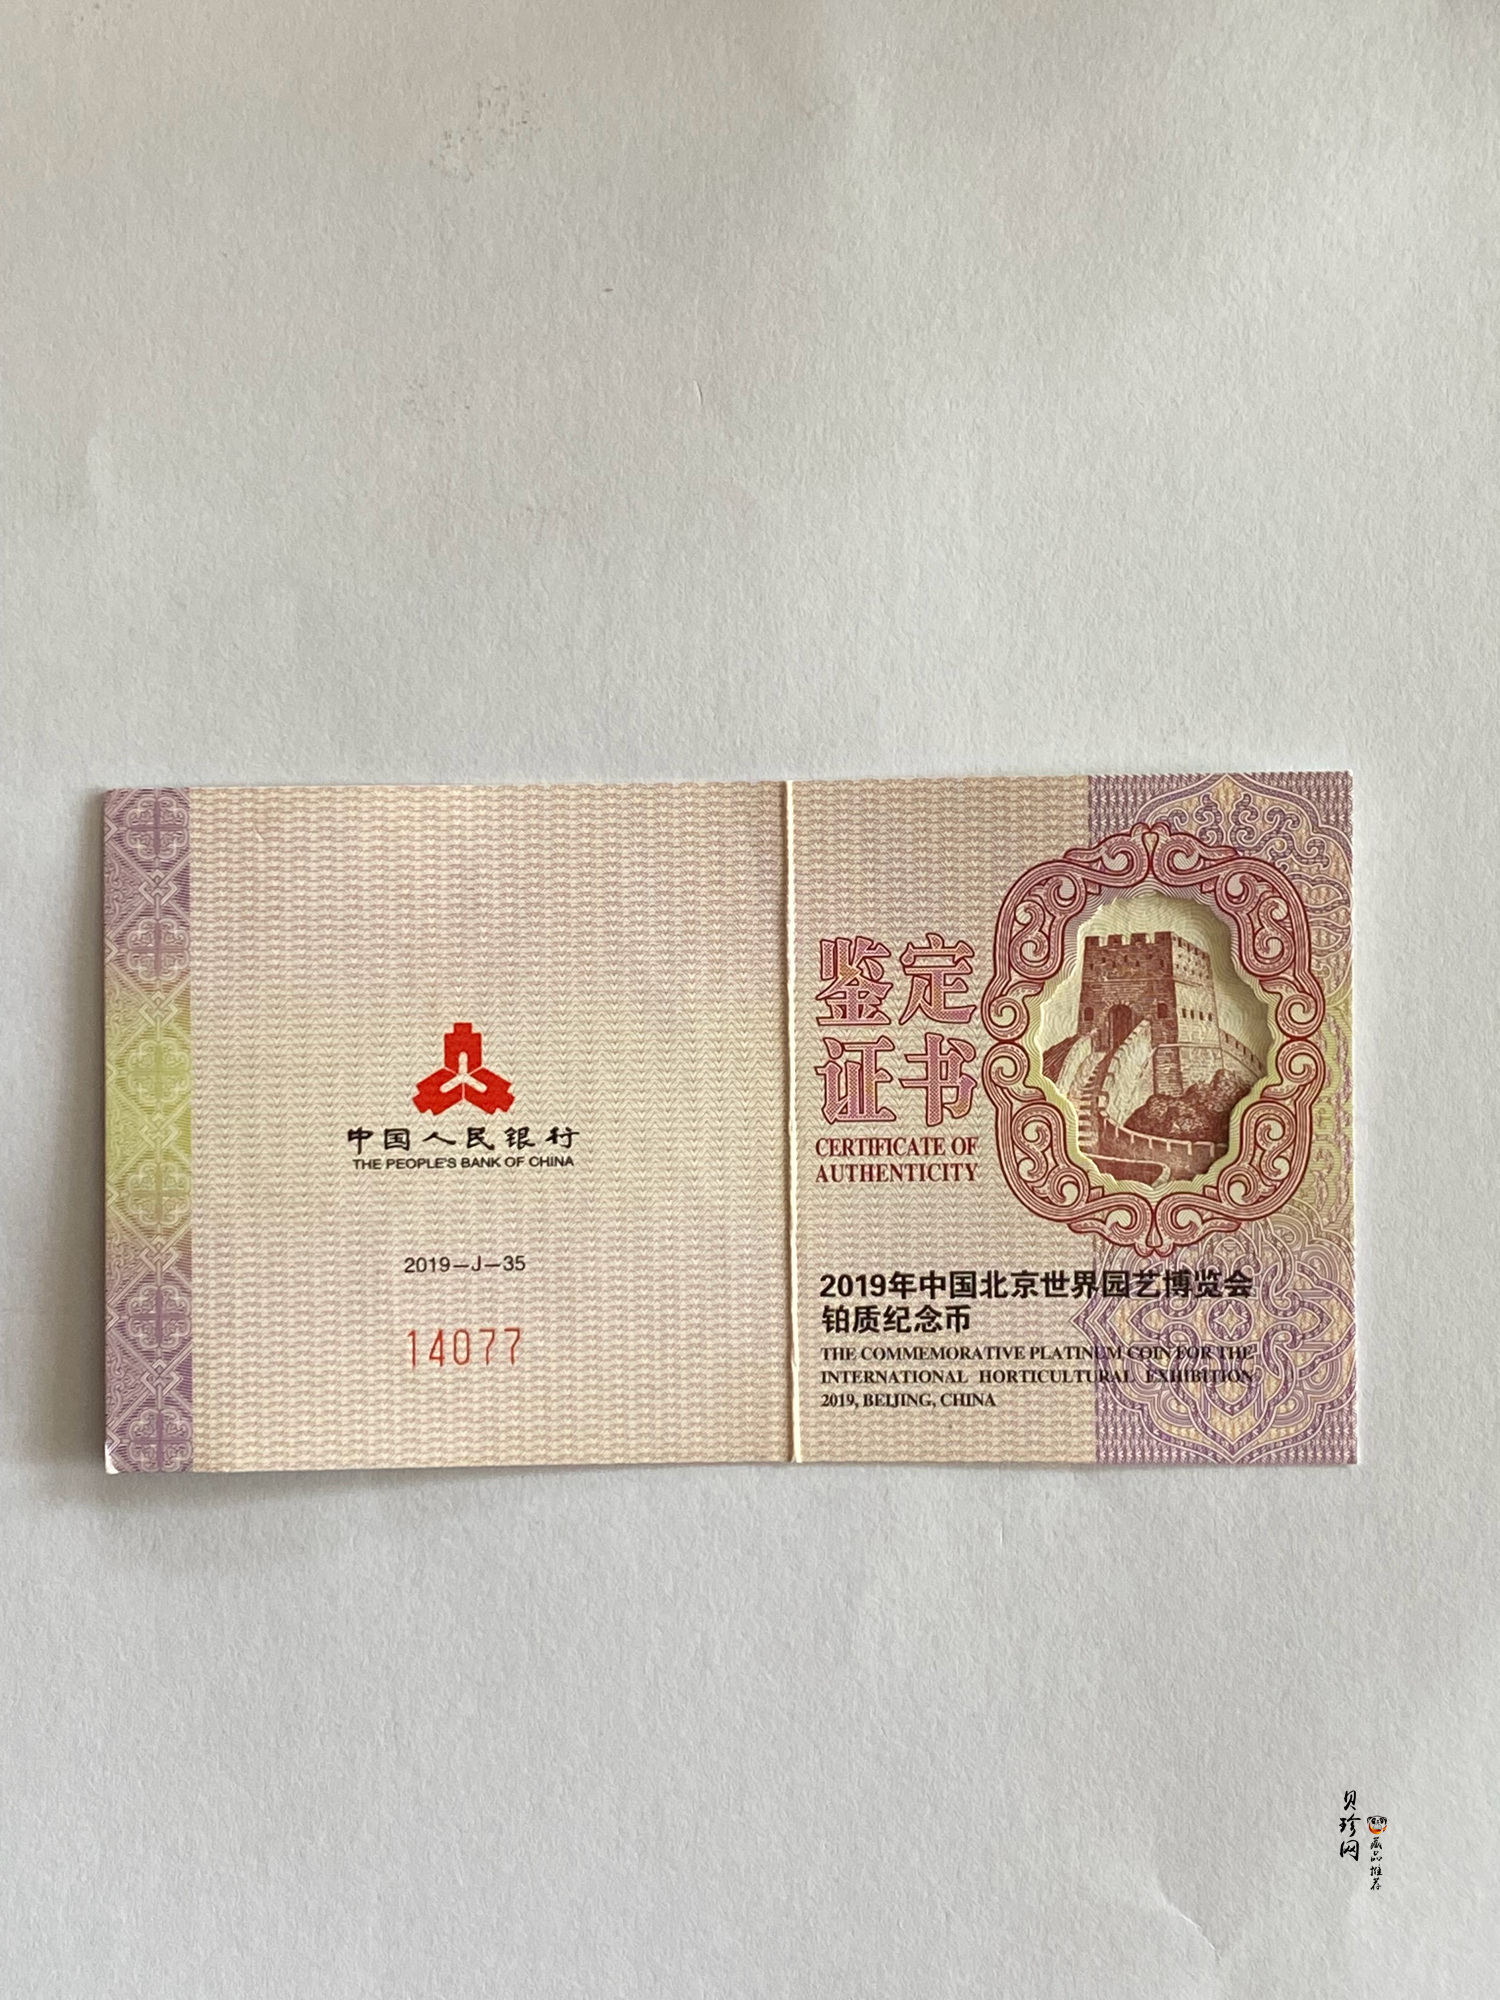 中国人民银行
THE PEOPLE'S BANK OF CHINA
2019—J—35
14077
鉴定
证书
CERTIFICATE OF
AUTHENTICITY
2019年中国北京世界园艺博览会
铂质纪念币
THE COMMEMORATIVE PLATINUM COIN FOR THE
INTERNATIONAL HORTICULTURAL EXHIBITION
2019, BEIJING, CHINA
贝珍网
藏品推荐